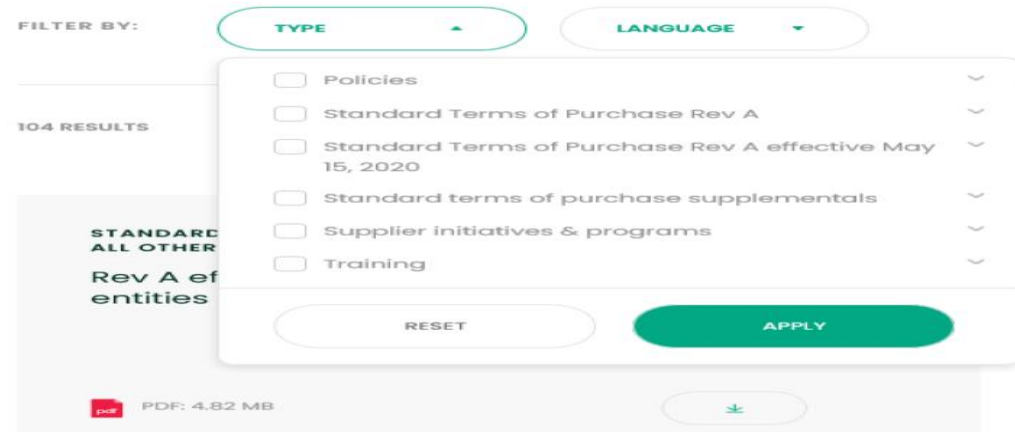 FILTER BY:
TYPE
LANGUAGE
Policies
104 RESULTS
Standard Terms of Purchase Rev A
Standard Terms of Purchase Rev A effective May
15, 2020
Standard terms of purchase supplementals
Supplier initiatives & programs
Training
STANDARD
ALL OTHER
Rev A ef
entities
RESET
APPLY
pdf
PDF: 4.82 MB